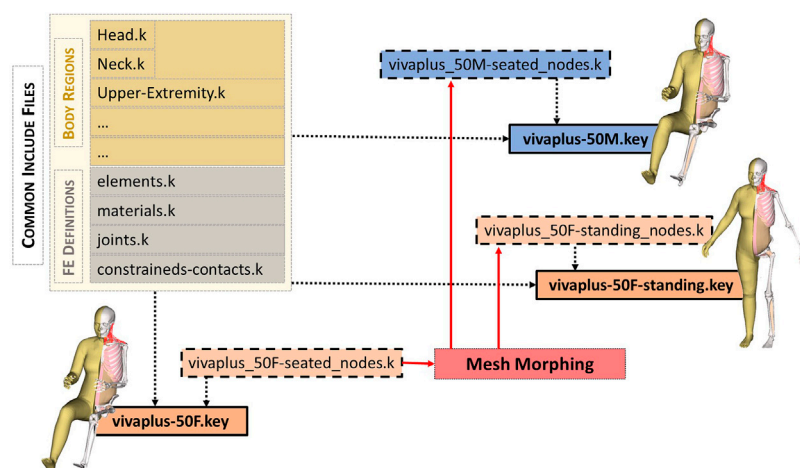 COMMON INCLUDE FILES
BODY REGIONS
Head.k
Neck.k
Upper-Extremity.k
...
...
FE DEFINITIONS
elements.k
materials.k
joints.k
constraineds-contacts.k
vivaplus_50M-seated_nodes.k
vivaplus-50M.key
vivaplus_50F-standing_nodes.k
vivaplus-50F-standing.key
vivaplus_50F-seated_nodes.k
Mesh Morphing
vivaplus-50F.key